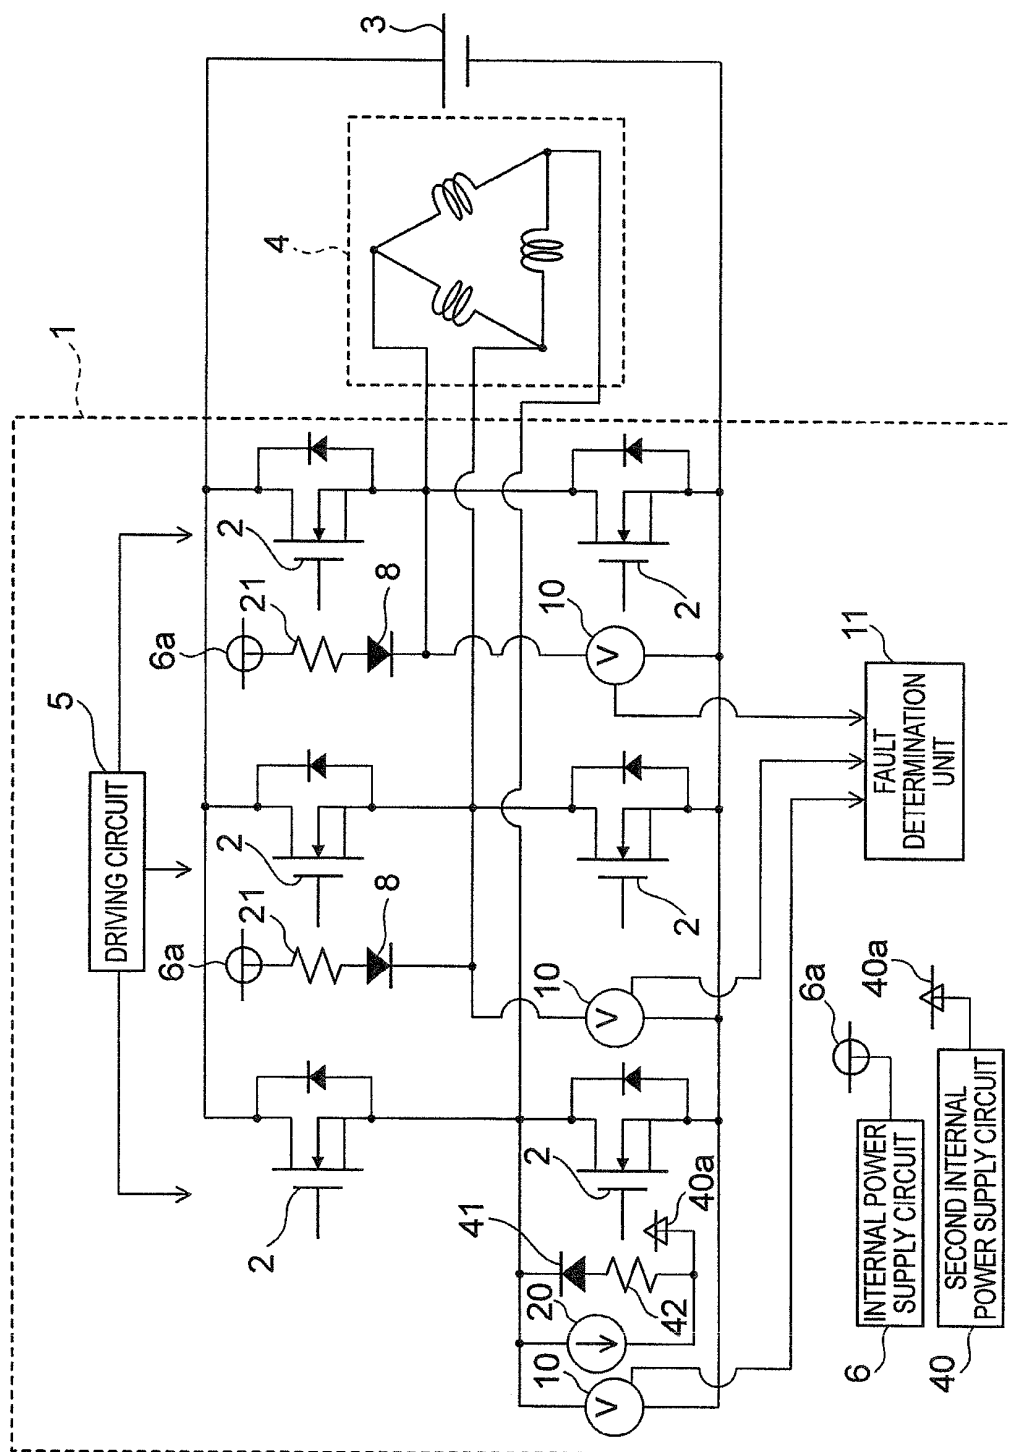 5
1
DRIVING CIRCUIT
6a
6a
21
2
21
2
2
4
3
8
8
41
2
20
10
10
10
V
V
V
42
40a
2
2
6a
11
6
INTERNAL POWER
SUPPLY CIRCUIT
40a
FAULT
DETERMINATION
UNIT
40
SECOND INTERNAL
POWER SUPPLY CIRCUIT